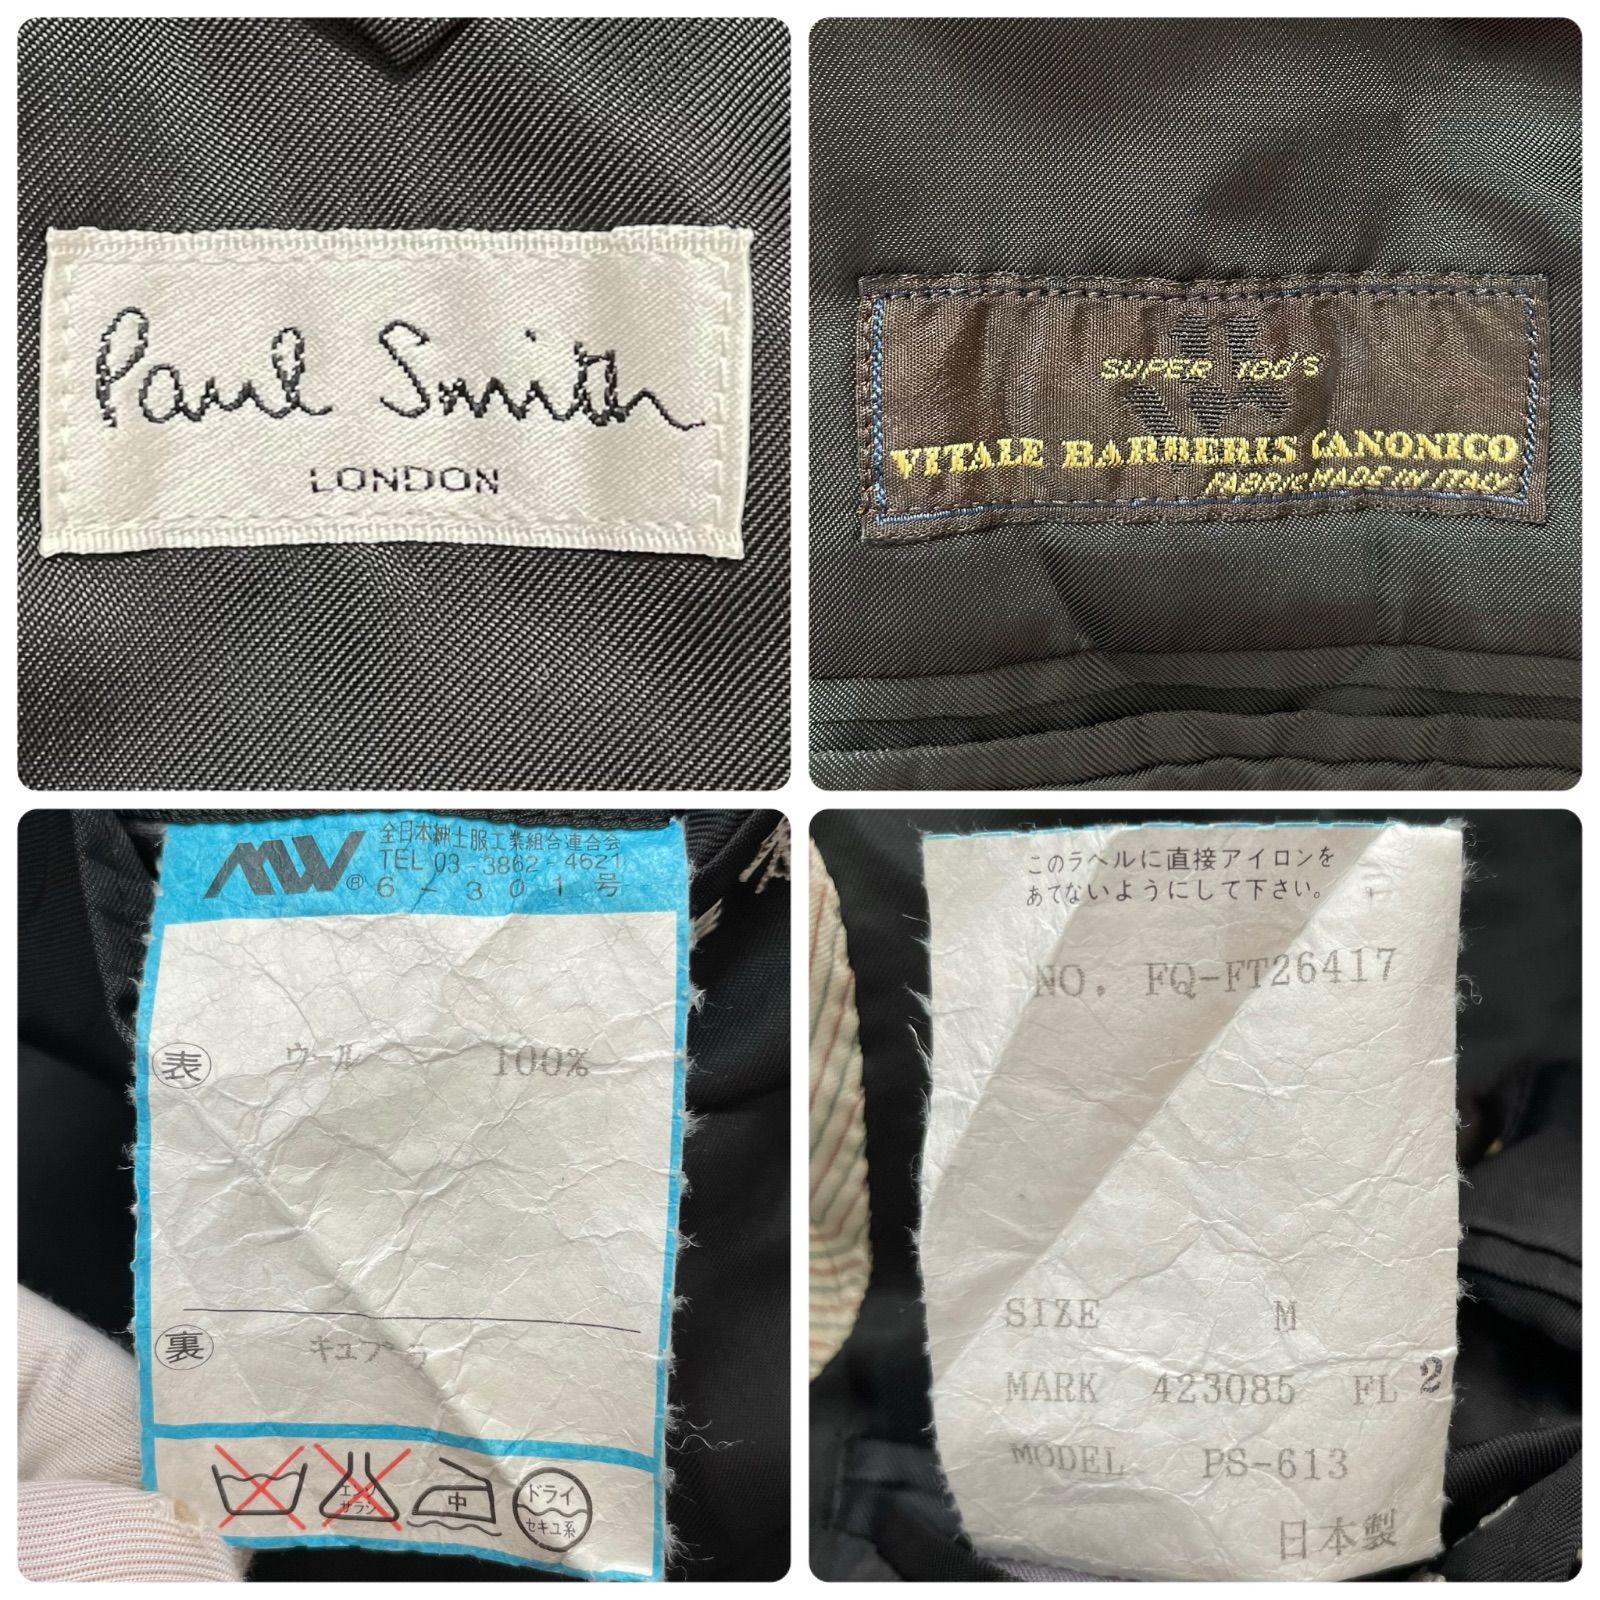 Paul Smith
LONDON
SUPER 100'S
VITALE BARBERIS CANONICO
FABRIC MADE IN ITALY
MW®
全日本紳士服工業組合連合会
TEL 03-3862-4621
6-301号
表 ウール 100%
裏 キュプラ
エンソ
サラシ
中
ドライ
セキユ系
このラベルに直接アイロンを
あてないようにして下さい。
NO. FQ-FT26417
SIZE M
MARK 423085 FL 2
MODEL PS-613
日本製